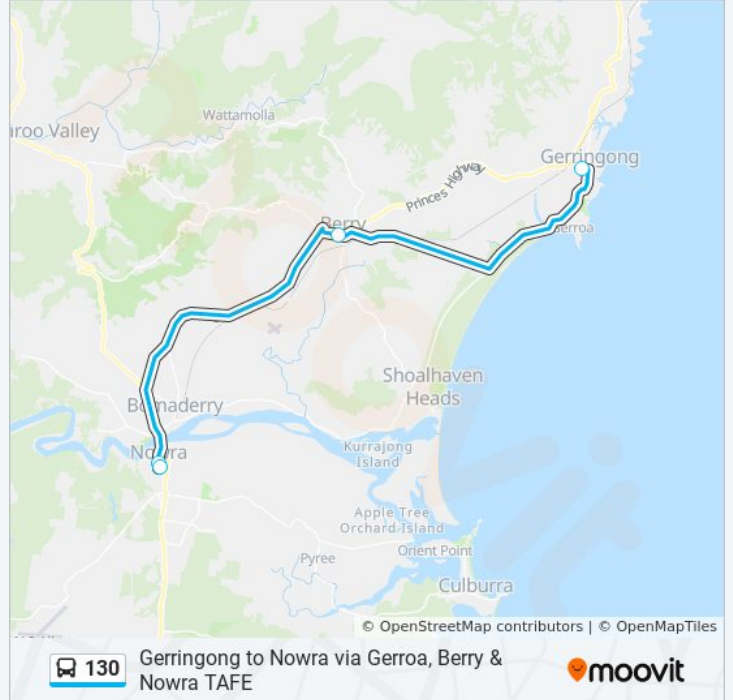 Wattamolla
aroo Valley
Gerringong
Princes Highway
Berry
Gerroa
Shoalhaven
Heads
Bomaderry
Kurrajong
Island
Nowra
Apple Tree
Orchard Island
Orient Point
Pyree
Culburra
© OpenStreetMap contributors | © OpenMapTiles
130
Gerringong to Nowra via Gerroa, Berry &
Nowra TAFE
moovit